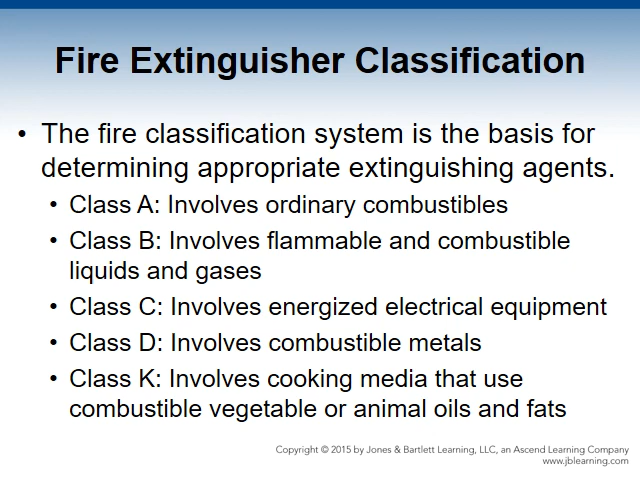 Fire Extinguisher Classification
• The fire classification system is the basis for
determining appropriate extinguishing agents.
• Class A: Involves ordinary combustibles
• Class B: Involves flammable and combustible
liquids and gases
• Class C: Involves energized electrical equipment
• Class D: Involves combustible metals
• Class K: Involves cooking media that use
combustible vegetable or animal oils and fats
Copyright © 2015 by Jones & Bartlett Learning, LLC, an Ascend Learning Company
www.jblearning.com